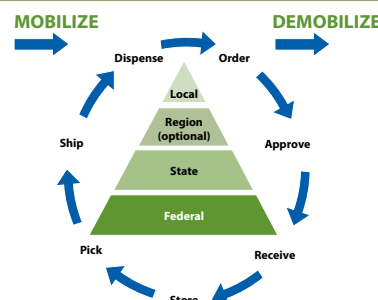 MOBILIZE
DEMOBILIZE
Dispense
Order
Local
Region
(optional)
Ship
Approve
State
Federal
Pick
Receive
Store